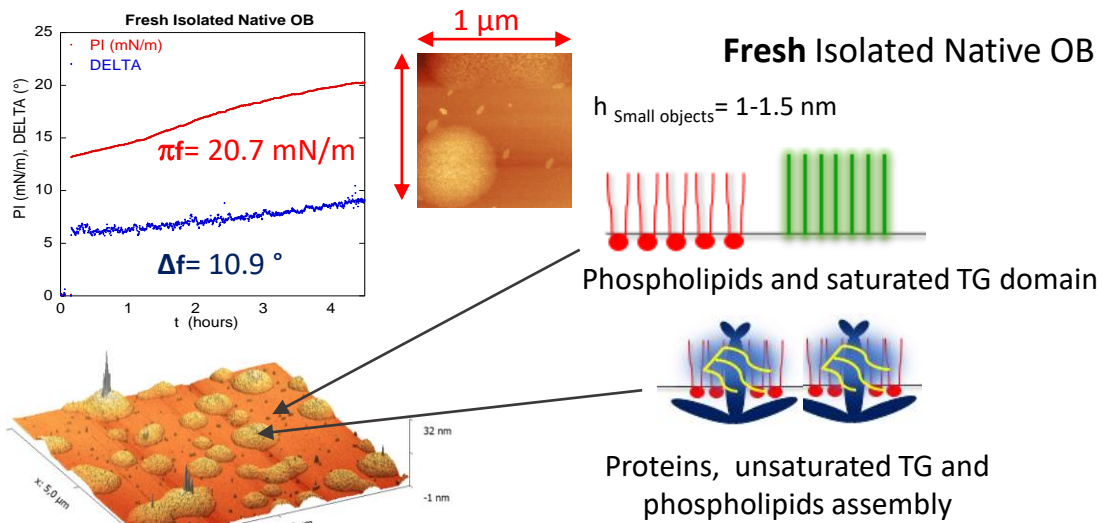 Fresh Isolated Native OB
PI (mN/m)
DELTA
PI (mN/m), DELTA (°)
25
20
15
10
5
0
0
1
2
3
4
t (hours)
πf= 20.7 mN/m
Δf= 10.9 °
1 µm
Fresh Isolated Native OB
h Small objects= 1-1.5 nm
Phospholipids and saturated TG domain
32 nm
-1 nm
x: 5,0 µm
Proteins, unsaturated TG and
phospholipids assembly